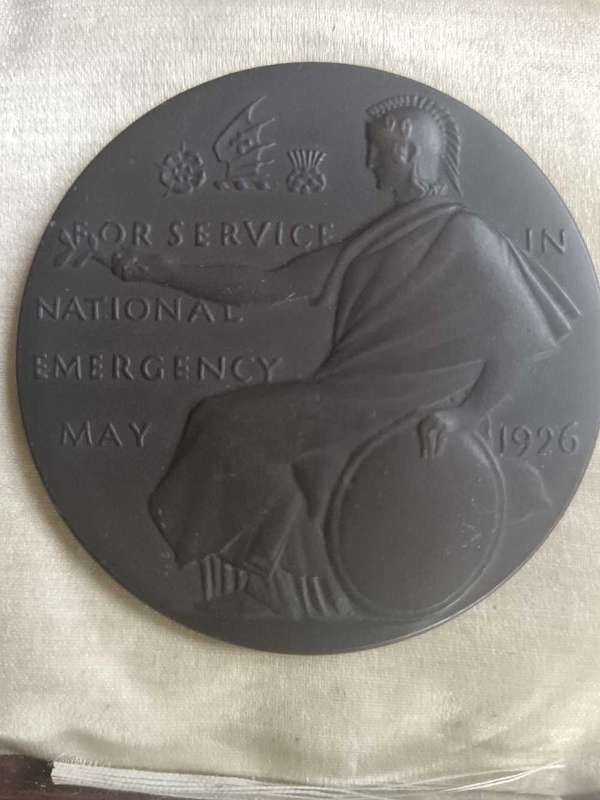 FOR SERVICE IN
NATIONAL
EMERGENCY
MAY 1926